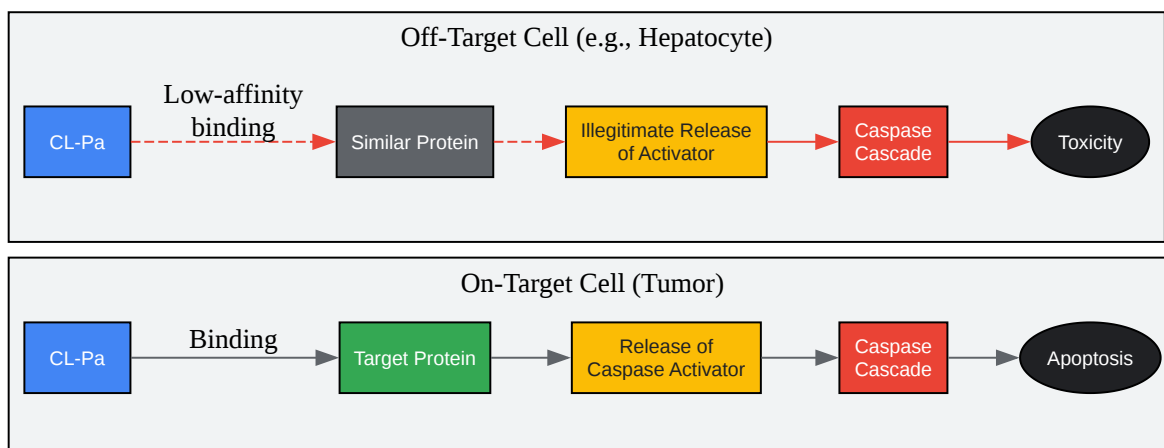 Off-Target Cell (e.g., Hepatocyte)
Low-affinity
binding
CL-Pa
Similar Protein
Illegitimate Release
of Activator
Caspase
Cascade
Toxicity
On-Target Cell (Tumor)
CL-Pa
Binding
Target Protein
Release of
Caspase Activator
Caspase
Cascade
Apoptosis